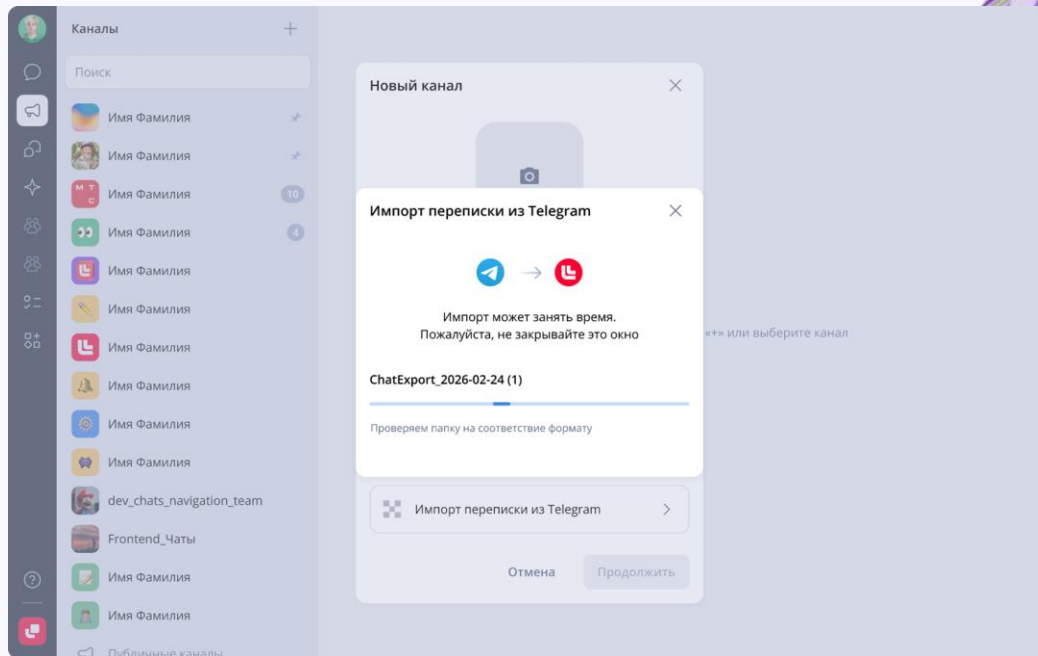 Каналы
Поиск
Имя Фамилия
Имя Фамилия
МТС
Имя Фамилия
10
Имя Фамилия
4
Имя Фамилия
Имя Фамилия
Имя Фамилия
Имя Фамилия
Имя Фамилия
Имя Фамилия
dev_chats_navigation_team
Frontend_Чаты
Имя Фамилия
Имя Фамилия
Публичные каналы
Новый канал
Импорт переписки из Telegram
Импорт может занять время.
Пожалуйста, не закрывайте это окно
ChatExport_2026-02-24 (1)
Проверяем папку на соответствие формату
Импорт переписки из Telegram
Отмена
Продолжить
«+» или выберите канал